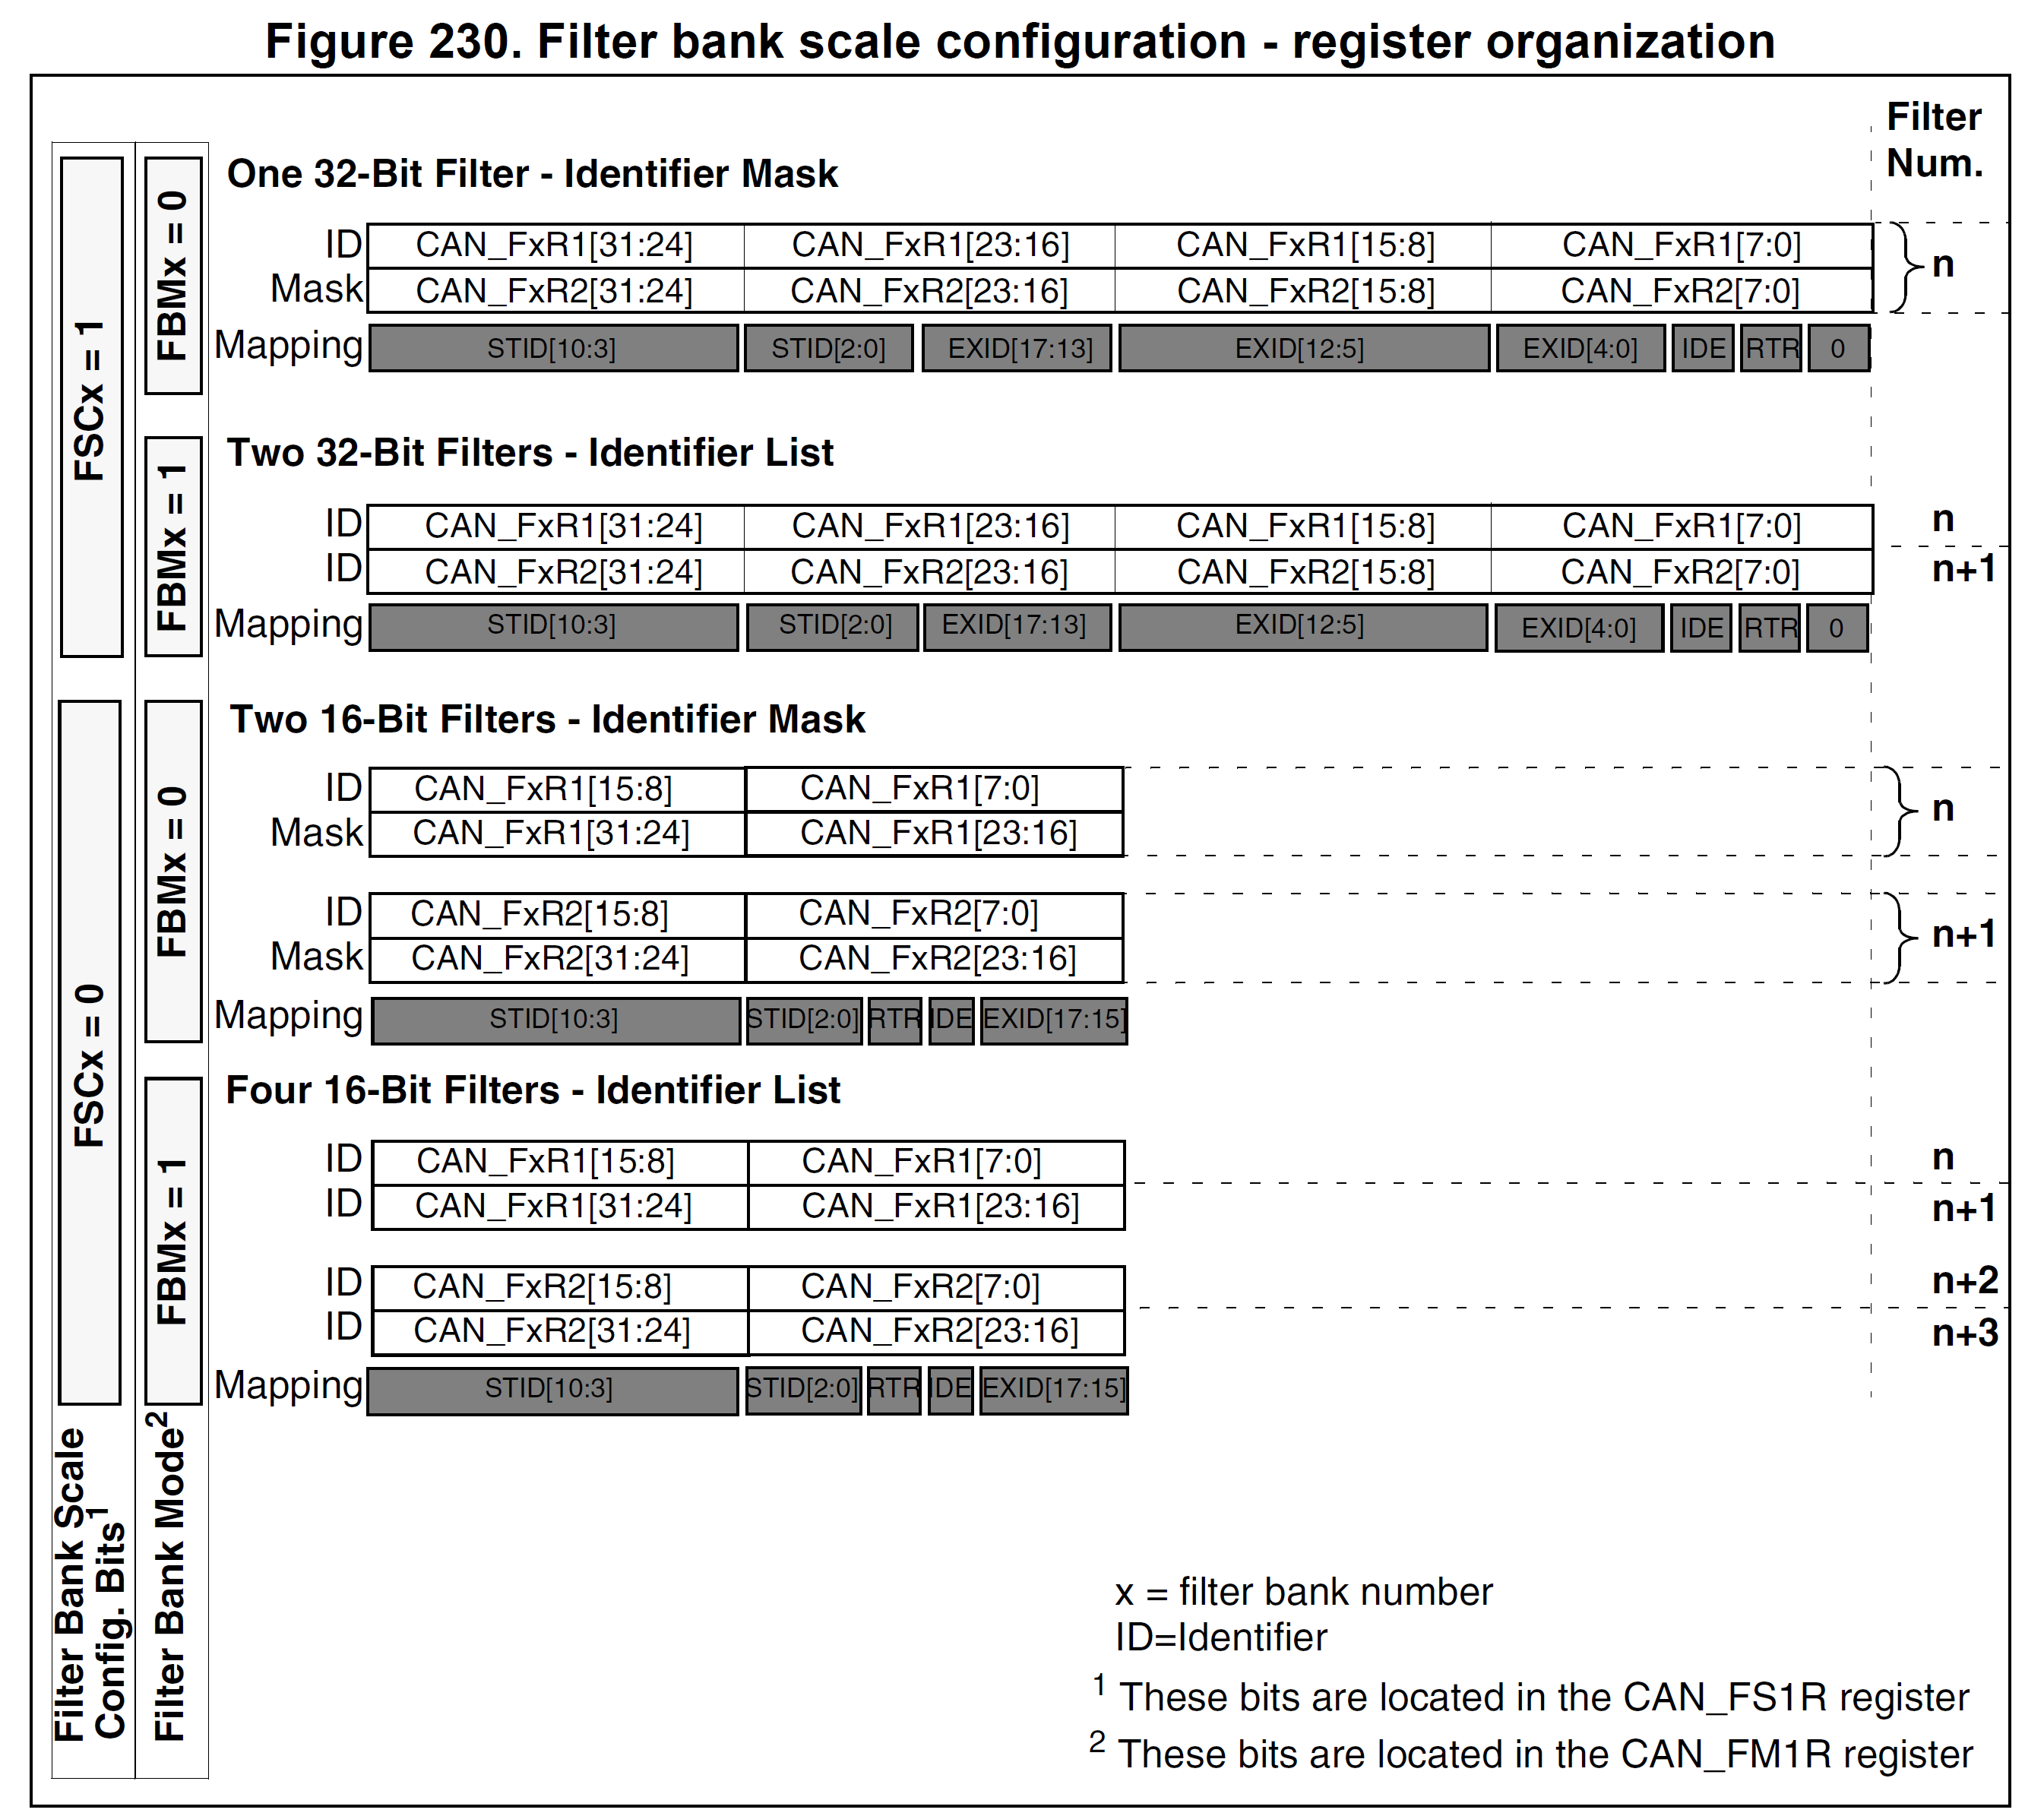 Figure 230. Filter bank scale configuration - register organization
Filter
Num.
FSCx = 1
FBMx = 0
One 32-Bit Filter - Identifier Mask
ID CAN_FxR1[31:24] CAN_FxR1[23:16] CAN_FxR1[15:8] CAN_FxR1[7:0]
Mask CAN_FxR2[31:24] CAN_FxR2[23:16] CAN_FxR2[15:8] CAN_FxR2[7:0]
n
Mapping STID[10:3] STID[2:0] EXID[17:13] EXID[12:5] EXID[4:0] IDE RTR 0
FBMx = 1
Two 32-Bit Filters - Identifier List
ID CAN_FxR1[31:24] CAN_FxR1[23:16] CAN_FxR1[15:8] CAN_FxR1[7:0] n
ID CAN_FxR2[31:24] CAN_FxR2[23:16] CAN_FxR2[15:8] CAN_FxR2[7:0] n+1
Mapping STID[10:3] STID[2:0] EXID[17:13] EXID[12:5] EXID[4:0] IDE RTR 0
FSCx = 0
FBMx = 0
Two 16-Bit Filters - Identifier Mask
ID CAN_FxR1[15:8] CAN_FxR1[7:0]
Mask CAN_FxR1[31:24] CAN_FxR1[23:16]
n
ID CAN_FxR2[15:8] CAN_FxR2[7:0]
Mask CAN_FxR2[31:24] CAN_FxR2[23:16]
n+1
Mapping STID[10:3] STID[2:0] RTR IDE EXID[17:15]
FBMx = 1
Four 16-Bit Filters - Identifier List
ID CAN_FxR1[15:8] CAN_FxR1[7:0] n
ID CAN_FxR1[31:24] CAN_FxR1[23:16] n+1
ID CAN_FxR2[15:8] CAN_FxR2[7:0] n+2
ID CAN_FxR2[31:24] CAN_FxR2[23:16] n+3
Mapping STID[10:3] STID[2:0] RTR IDE EXID[17:15]
Filter Bank Scale
Config. Bits1
Filter Bank Mode2
x = filter bank number
ID=Identifier
1 These bits are located in the CAN_FS1R register
2 These bits are located in the CAN_FM1R register